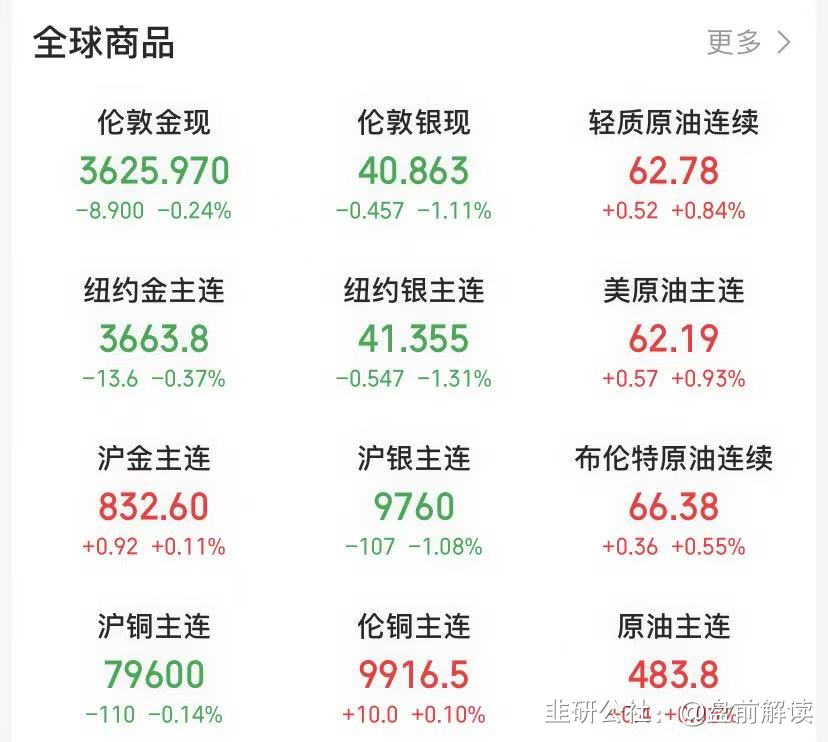 全球商品
更多
伦敦金现 伦敦银现 轻质原油连续
3625.970 40.863 62.78
-8.900 -0.24% -0.457 -1.11% +0.52 +0.84%
纽约金主连 纽约银主连 美原油主连
3663.8 41.355 62.19
-13.6 -0.37% -0.547 -1.31% +0.57 +0.93%
沪金主连 沪银主连 布伦特原油连续
832.60 9760 66.38
+0.92 +0.11% -107 -1.08% +0.36 +0.55%
沪铜主连 伦铜主连 原油主连
79600 9916.5 483.8
-110 -0.14% +10.0 +0.10%
韭研公社:@盘前解读